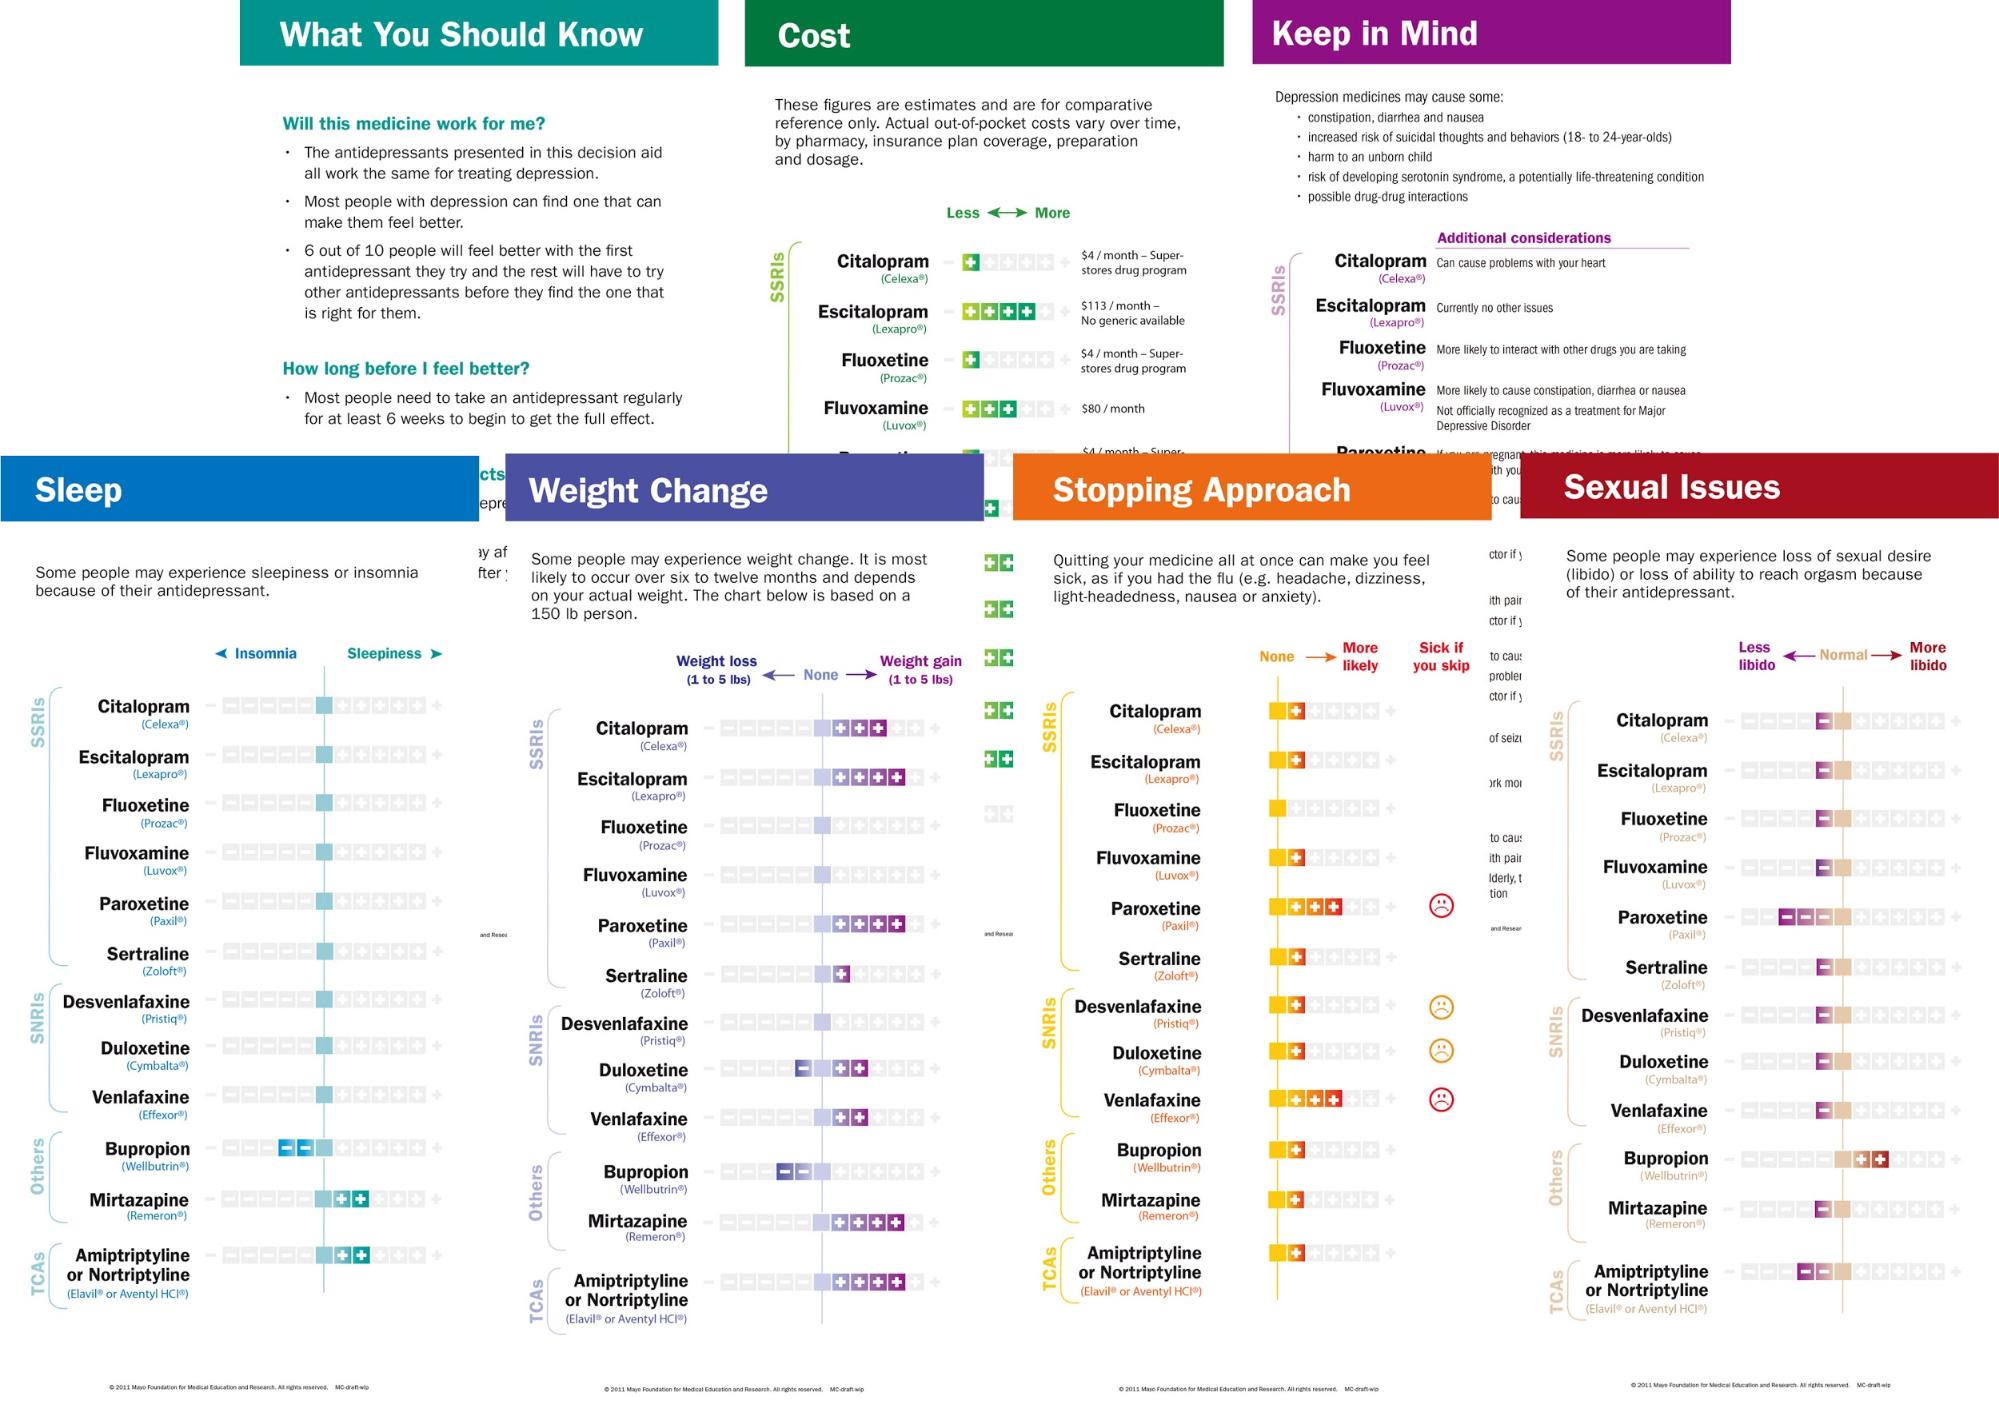 What You Should Know
Will this medicine work for me?
• The antidepressants presented in this decision aid
all work the same for treating depression.
• Most people with depression can find one that can
make them feel better.
• 6 out of 10 people will feel better with the first
antidepressant they try and the rest will have to try
other antidepressants before they find the one that
is right for them.
How long before I feel better?
• Most people need to take an antidepressant regularly
for at least 6 weeks to begin to get the full effect.
Cost
These figures are estimates and are for comparative
reference only. Actual out-of-pocket costs vary over time,
by pharmacy, insurance plan coverage, preparation
and dosage.
Less More
SSRIs
Citalopram
(Celexa®)
$4 / month – Super-
stores drug program
Escitalopram
(Lexapro®)
$113 / month –
No generic available
Fluoxetine
(Prozac®)
$4 / month – Super-
stores drug program
Fluvoxamine
(Luvox®)
$80 / month
$4 / month – Super-
Keep in Mind
Depression medicines may cause some:
• constipation, diarrhea and nausea
• increased risk of suicidal thoughts and behaviors (18- to 24-year-olds)
• harm to an unborn child
• risk of developing serotonin syndrome, a potentially life-threatening condition
• possible drug-drug interactions
Additional considerations
SSRIs
Citalopram
(Celexa®)
Can cause problems with your heart
Escitalopram
(Lexapro®)
Currently no other issues
Fluoxetine
(Prozac®)
More likely to interact with other drugs you are taking
Fluvoxamine
(Luvox®)
More likely to cause constipation, diarrhea or nausea
Not officially recognized as a treatment for Major
Depressive Disorder
Paroxetine
Sleep
Some people may experience sleepiness or insomnia
because of their antidepressant.
Insomnia Sleepiness
SSRIs
Citalopram
(Celexa®)
Escitalopram
(Lexapro®)
Fluoxetine
(Prozac®)
Fluvoxamine
(Luvox®)
Paroxetine
(Paxil®)
Sertraline
(Zoloft®)
SNRIs
Desvenlafaxine
(Pristiq®)
Duloxetine
(Cymbalta®)
Venlafaxine
(Effexor®)
Others
Bupropion
(Wellbutrin®)
Mirtazapine
(Remeron®)
TCAs
Amiptriptyline
or Nortriptyline
(Elavil® or Aventyl HCl®)
© 2011 Mayo Foundation for Medical Education and Research. All rights reserved. MC-draft-wip
Weight Change
Some people may experience weight change. It is most
likely to occur over six to twelve months and depends
on your actual weight. The chart below is based on a
150 lb person.
Weight loss
(1 to 5 lbs)
None
Weight gain
(1 to 5 lbs)
SSRIs
Citalopram
(Celexa®)
Escitalopram
(Lexapro®)
Fluoxetine
(Prozac®)
Fluvoxamine
(Luvox®)
Paroxetine
(Paxil®)
Sertraline
(Zoloft®)
SNRIs
Desvenlafaxine
(Pristiq®)
Duloxetine
(Cymbalta®)
Venlafaxine
(Effexor®)
Others
Bupropion
(Wellbutrin®)
Mirtazapine
(Remeron®)
TCAs
Amiptriptyline
or Nortriptyline
(Elavil® or Aventyl HCl®)
© 2011 Mayo Foundation for Medical Education and Research. All rights reserved. MC-draft-wip
Stopping Approach
Quitting your medicine all at once can make you feel
sick, as if you had the flu (e.g. headache, dizziness,
light-headedness, nausea or anxiety).
None
More
likely
Sick if
you skip
SSRIs
Citalopram
(Celexa®)
Escitalopram
(Lexapro®)
Fluoxetine
(Prozac®)
Fluvoxamine
(Luvox®)
Paroxetine
(Paxil®)
Sertraline
(Zoloft®)
SNRIs
Desvenlafaxine
(Pristiq®)
Duloxetine
(Cymbalta®)
Venlafaxine
(Effexor®)
Others
Bupropion
(Wellbutrin®)
Mirtazapine
(Remeron®)
TCAs
Amiptriptyline
or Nortriptyline
(Elavil® or Aventyl HCl®)
© 2011 Mayo Foundation for Medical Education and Research. All rights reserved. MC-draft-wip
Sexual Issues
Some people may experience loss of sexual desire
(libido) or loss of ability to reach orgasm because
of their antidepressant.
Less
libido
Normal
More
libido
SSRIs
Citalopram
(Celexa®)
Escitalopram
(Lexapro®)
Fluoxetine
(Prozac®)
Fluvoxamine
(Luvox®)
Paroxetine
(Paxil®)
Sertraline
(Zoloft®)
SNRIs
Desvenlafaxine
(Pristiq®)
Duloxetine
(Cymbalta®)
Venlafaxine
(Effexor®)
Others
Bupropion
(Wellbutrin®)
Mirtazapine
(Remeron®)
TCAs
Amiptriptyline
or Nortriptyline
(Elavil® or Aventyl HCl®)
© 2011 Mayo Foundation for Medical Education and Research. All rights reserved. MC-draft-wip